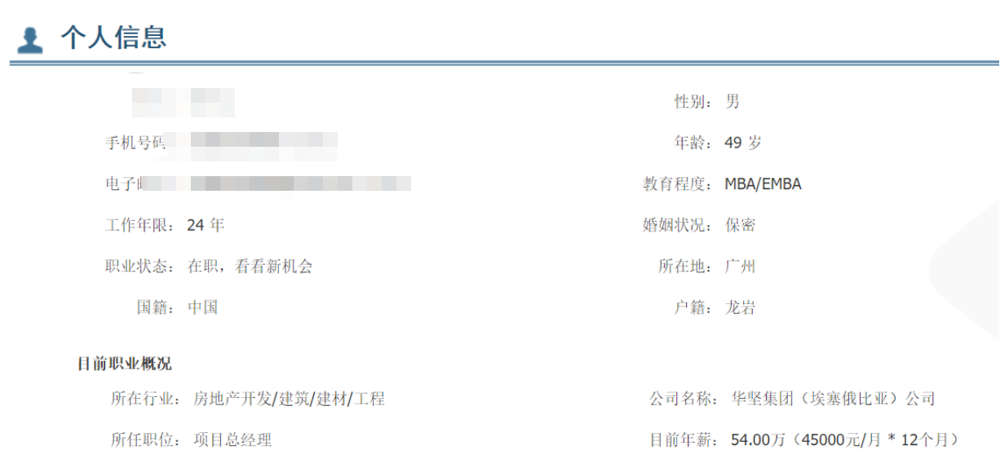 个人信息
性别： 男
手机号码
年龄： 49 岁
电子
教育程度： MBA/EMBA
工作年限： 24 年
婚姻状况： 保密
职业状态： 在职，看看新机会
所在地： 广州
国籍： 中国
户籍： 龙岩
目前职业概况
所在行业： 房地产开发/建筑/建材/工程
公司名称： 华坚集团（埃塞俄比亚）公司
所任职位： 项目总经理
目前年薪： 54.00万（45000元/月 * 12个月）